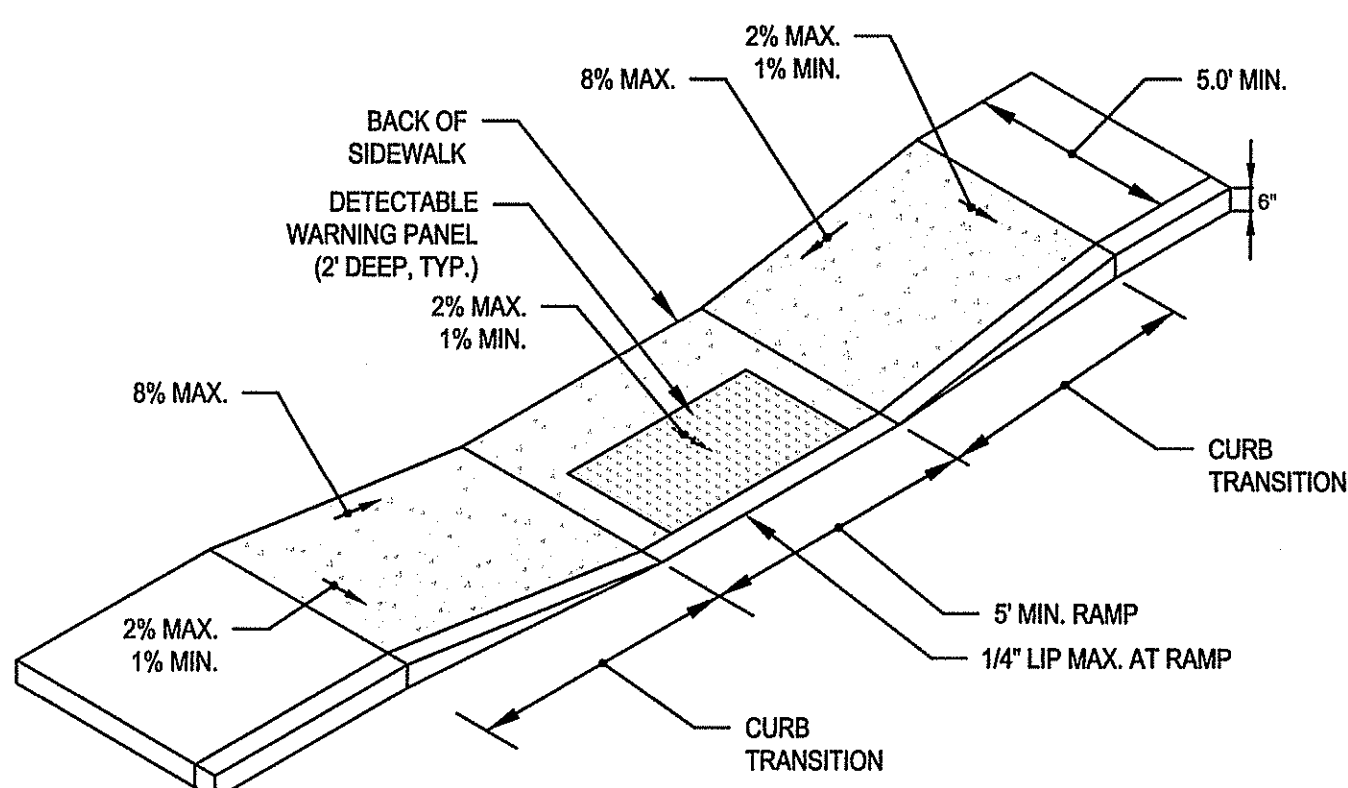 2% MAX.
1% MIN.
8% MAX.
5.0' MIN.
BACK OF
SIDEWALK
6"
DETECTABLE
WARNING PANEL
(2' DEEP, TYP.)
2% MAX.
1% MIN.
8% MAX.
CURB
TRANSITION
5' MIN. RAMP
2% MAX.
1% MIN.
1/4" LIP MAX. AT RAMP
CURB
TRANSITION